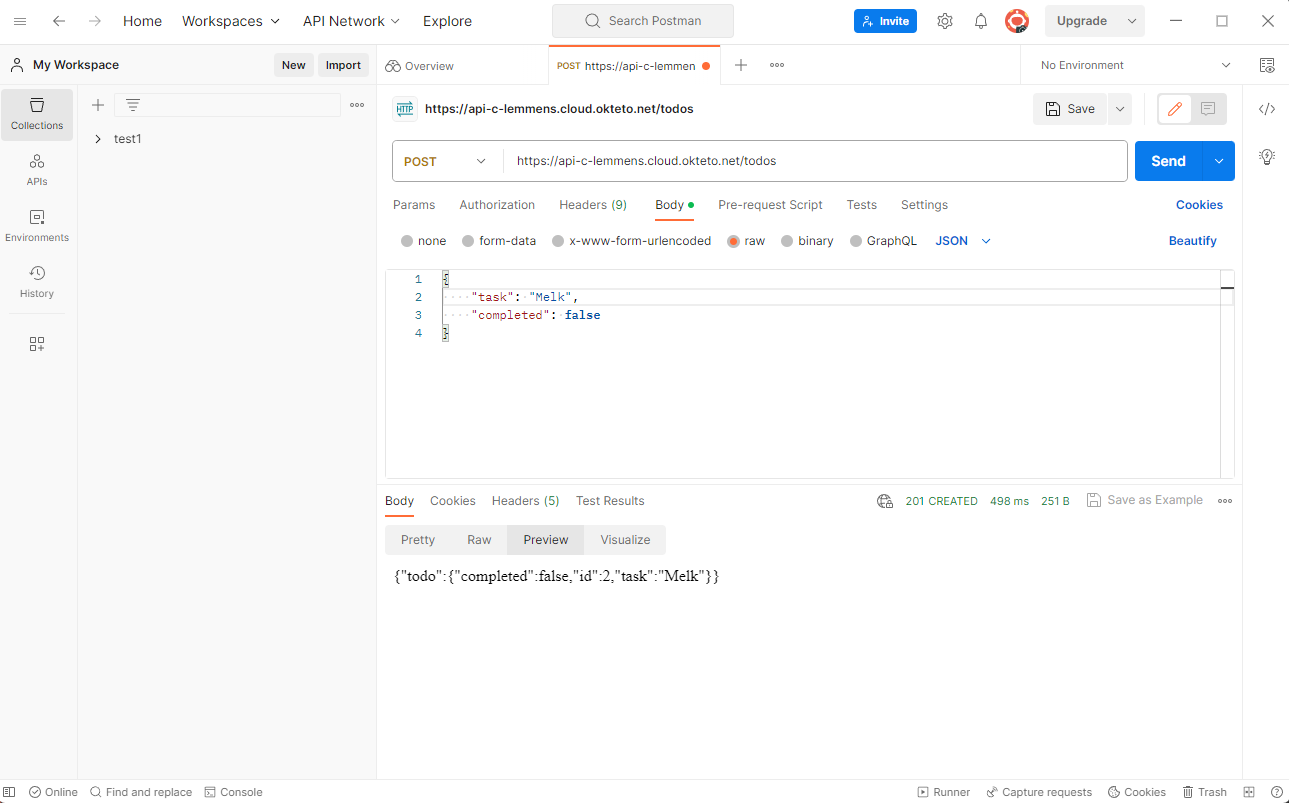 Home Workspaces API Network Explore Search Postman Invite Upgrade
My Workspace New Import Overview POST https://api-c-lemmen No Environment
Collections
APIs
Environments
History
test1
HTTP https://api-c-lemmens.cloud.okteto.net/todos Save
POST https://api-c-lemmens.cloud.okteto.net/todos Send
Params Authorization Headers (9) Body Pre-request Script Tests Settings Cookies
none form-data x-www-form-urlencoded raw binary GraphQL JSON Beautify
1 {
2 "task": "Melk",
3 "completed": false
4 }
Body Cookies Headers (5) Test Results 201 CREATED 498 ms 251 B Save as Example
Pretty Raw Preview Visualize
{"todo":{"completed":false,"id":2,"task":"Melk"}}
Online Find and replace Console Runner Capture requests Cookies Trash